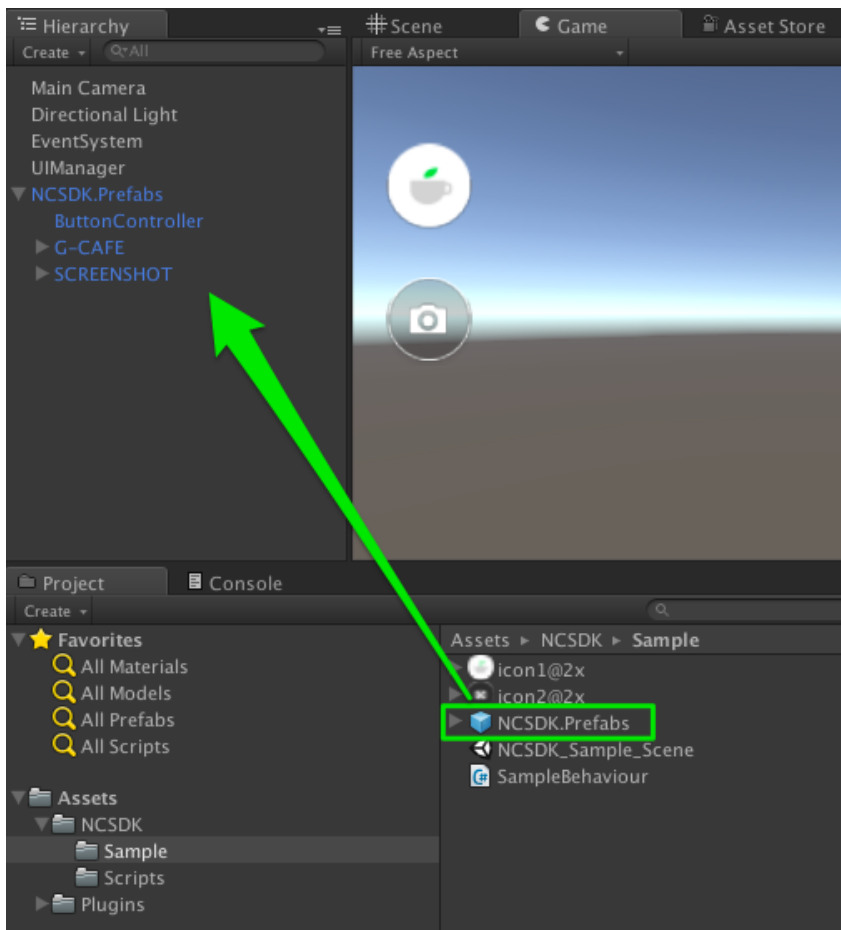 Hierarchy
Create
All
Main Camera
Directional Light
EventSystem
UIManager
NCSDK.Prefabs
ButtonController
G-CAFE
SCREENSHOT
Scene
Game
Asset Store
Free Aspect
Project
Console
Create
Favorites
All Materials
All Models
All Prefabs
All Scripts
Assets
NCSDK
Sample
Scripts
Plugins
Assets ▸ NCSDK ▸ Sample
icon1@2x
icon2@2x
NCSDK.Prefabs
NCSDK_Sample_Scene
C#
SampleBehaviour